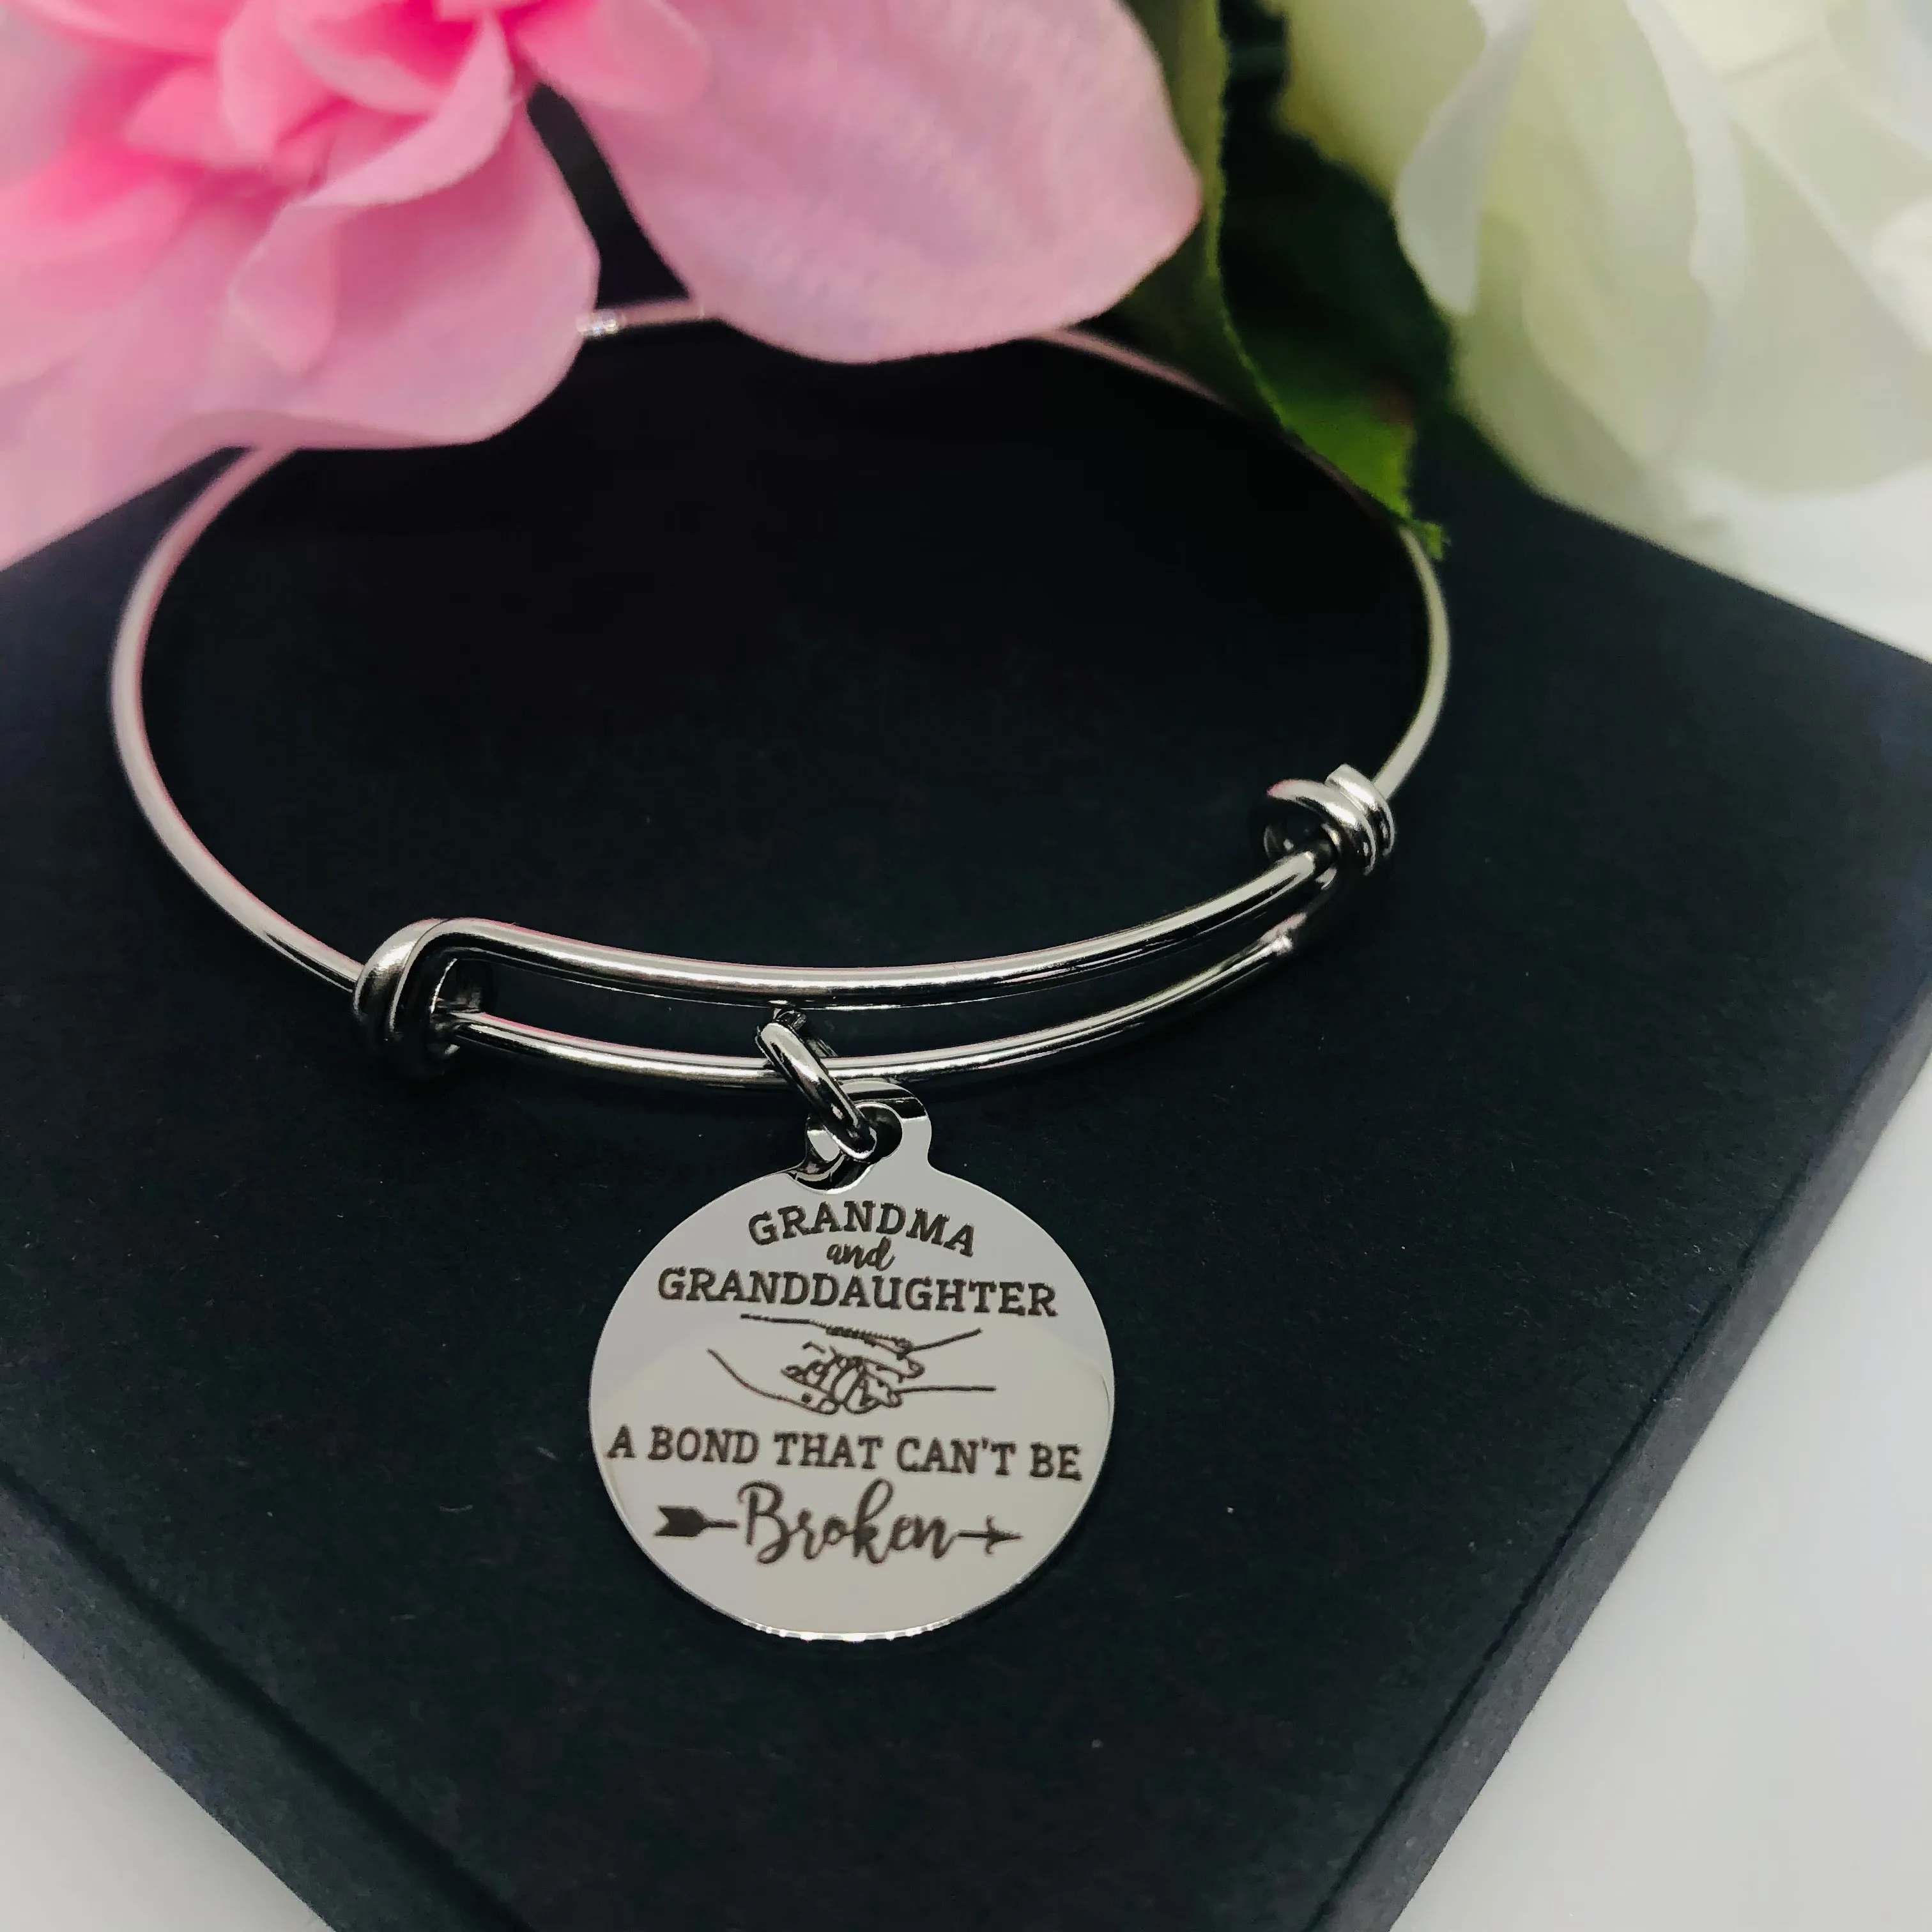 GRANDMA
and
GRANDDAUGHTER
A BOND THAT CAN'T BE
Broken